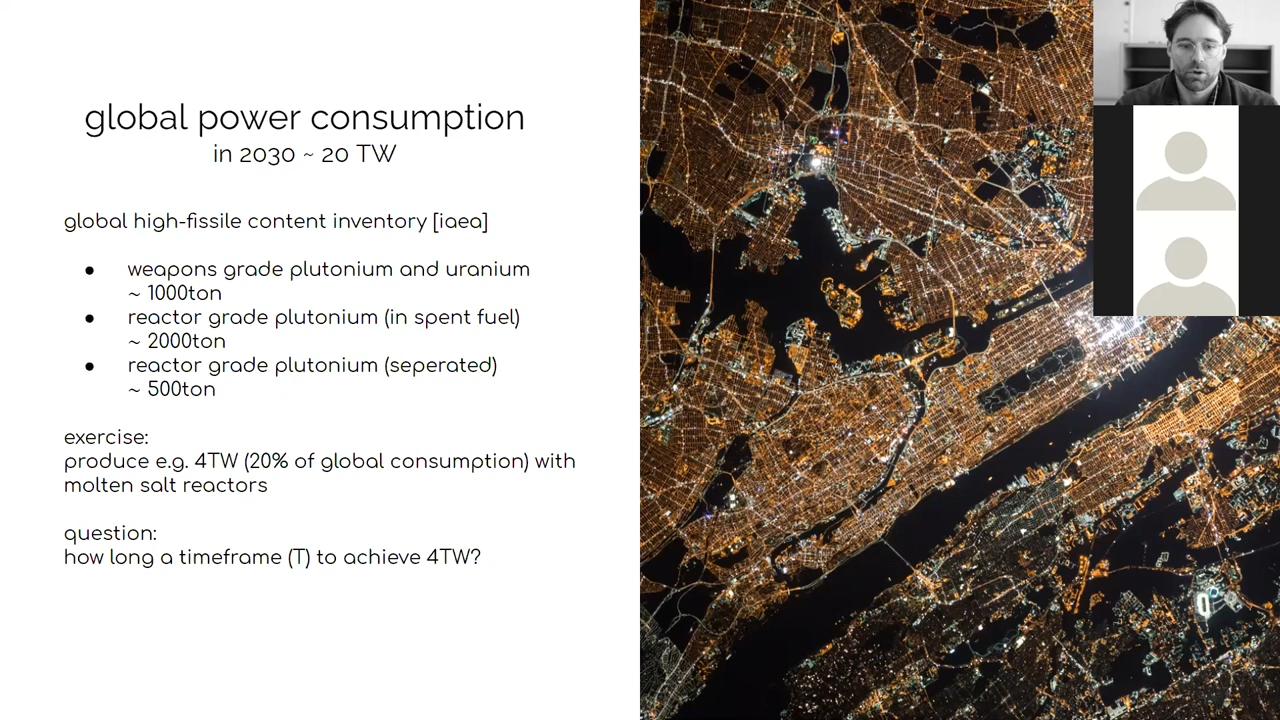 global power consumption
in 2030 ~ 20 TW
global high-fissile content inventory [iaea]
● weapons grade plutonium and uranium
~ 1000ton
● reactor grade plutonium (in spent fuel)
~ 2000ton
● reactor grade plutonium (seperated)
~ 500ton
exercise:
produce e.g. 4TW (20% of global consumption) with
molten salt reactors
question:
how long a timeframe (T) to achieve 4TW?